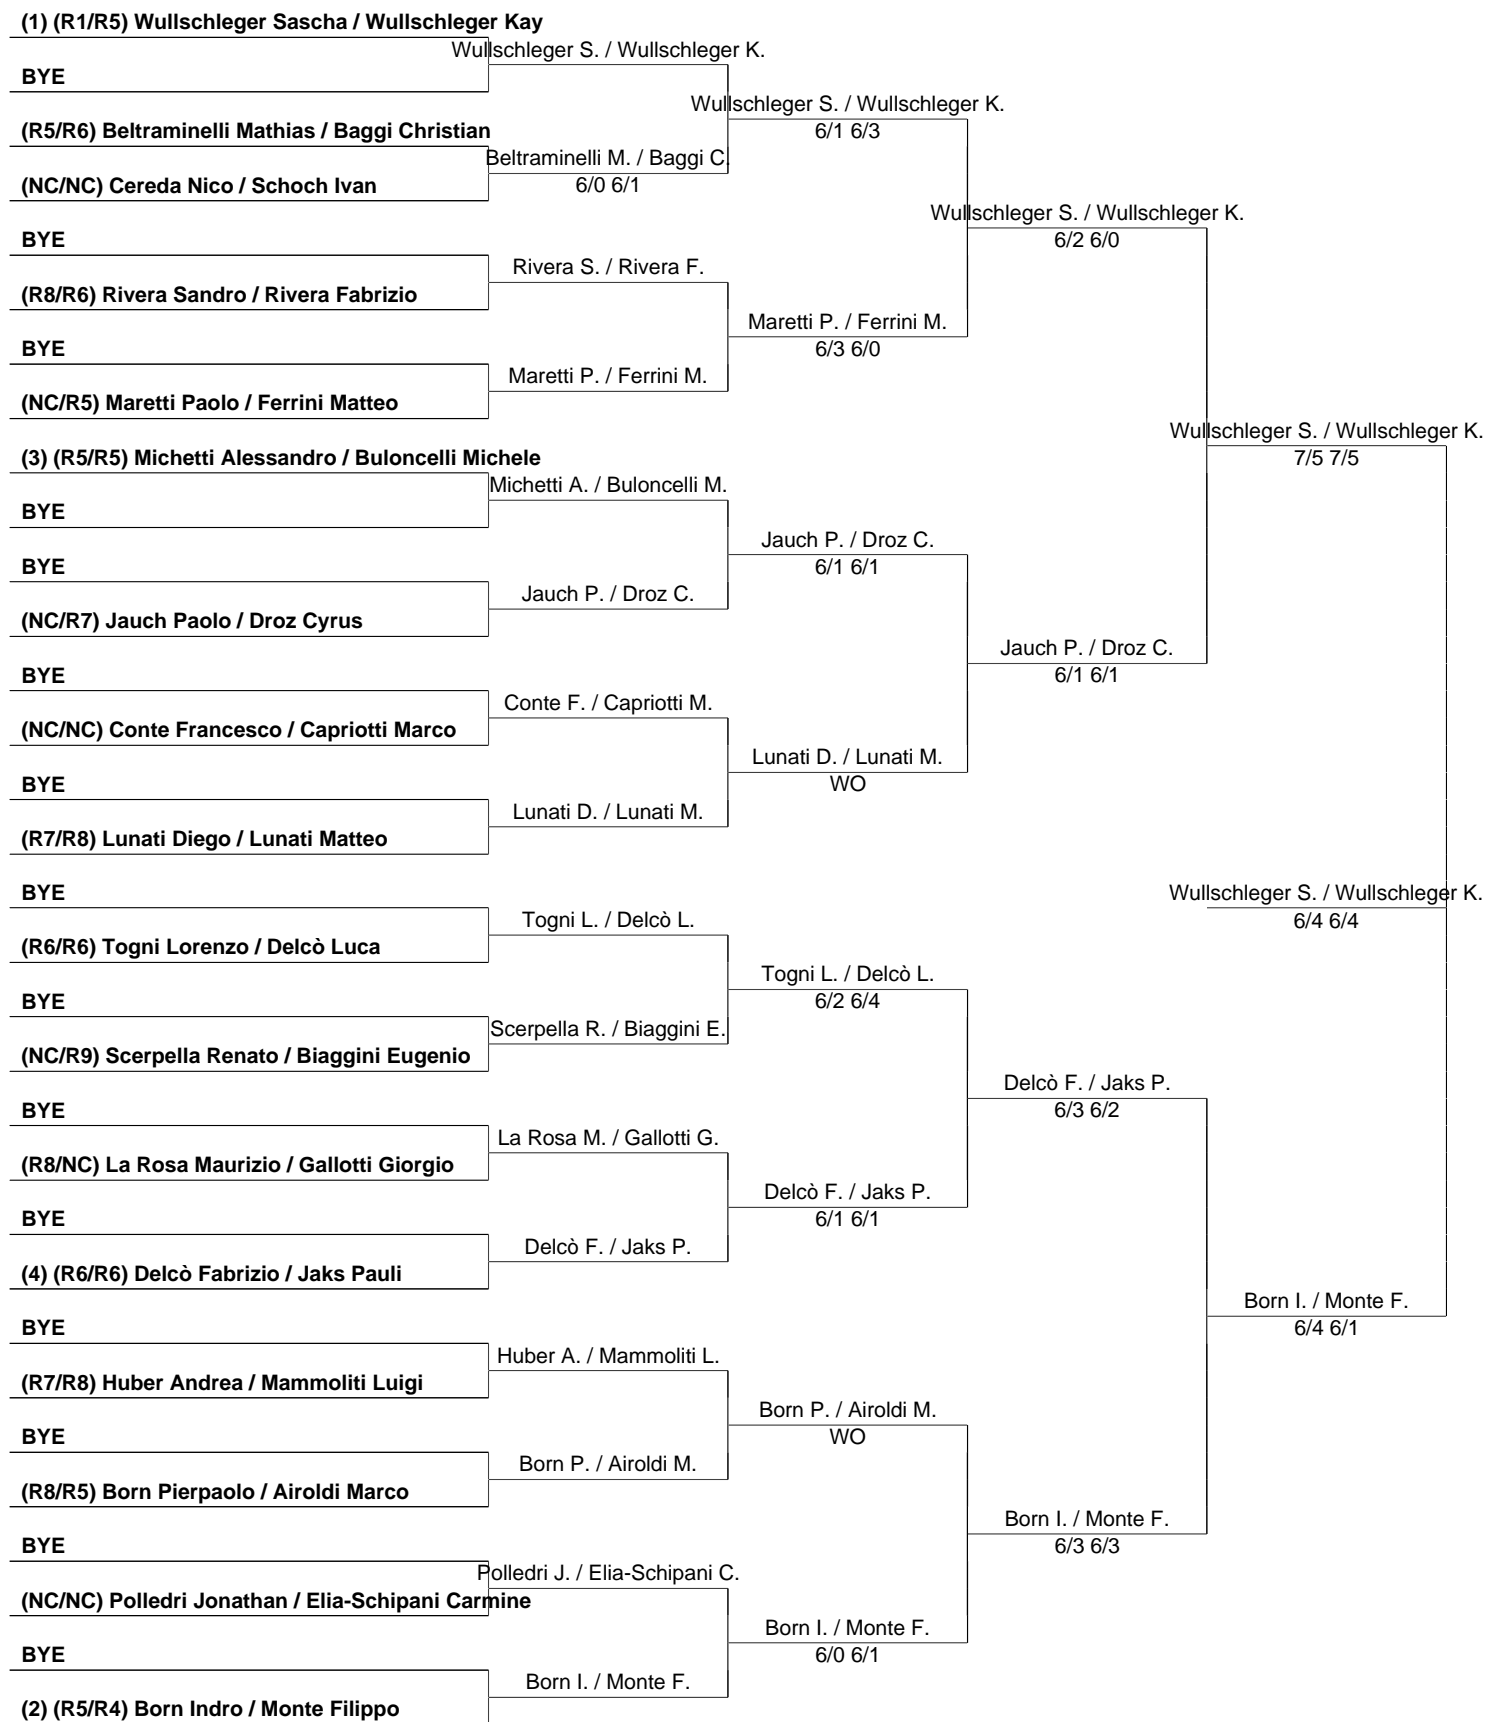 (1) (R1/R5) Wullschleger Sascha / Wullschleger Kay
Wullschleger S. / Wullschleger K.
BYE
Wullschleger S. / Wullschleger K.
(R5/R6) Beltraminelli Mathias / Baggi Christian
6/1 6/3
Beltraminelli M. / Baggi C.
(NC/NC) Cereda Nico / Schoch Ivan
6/0 6/1
Wullschleger S. / Wullschleger K.
BYE
6/2 6/0
Rivera S. / Rivera F.
(R8/R6) Rivera Sandro / Rivera Fabrizio
Maretti P. / Ferrini M.
BYE
6/3 6/0
Maretti P. / Ferrini M.
(NC/R5) Maretti Paolo / Ferrini Matteo
Wullschleger S. / Wullschleger K.
(3) (R5/R5) Michetti Alessandro / Buloncelli Michele
7/5 7/5
Michetti A. / Buloncelli M.
BYE
Jauch P. / Droz C.
BYE
6/1 6/1
Jauch P. / Droz C.
(NC/R7) Jauch Paolo / Droz Cyrus
Jauch P. / Droz C.
BYE
6/1 6/1
Conte F. / Capriotti M.
(NC/NC) Conte Francesco / Capriotti Marco
Lunati D. / Lunati M.
BYE
WO
Lunati D. / Lunati M.
(R7/R8) Lunati Diego / Lunati Matteo
BYE
Wullschleger S. / Wullschleger K.
6/4 6/4
Togni L. / Delcò L.
(R6/R6) Togni Lorenzo / Delcò Luca
Togni L. / Delcò L.
BYE
6/2 6/4
Scerpella R. / Biaggini E.
(NC/R9) Scerpella Renato / Biaggini Eugenio
Delcò F. / Jaks P.
BYE
6/3 6/2
La Rosa M. / Gallotti G.
(R8/NC) La Rosa Maurizio / Gallotti Giorgio
Delcò F. / Jaks P.
BYE
6/1 6/1
Delcò F. / Jaks P.
(4) (R6/R6) Delcò Fabrizio / Jaks Pauli
Born I. / Monte F.
BYE
6/4 6/1
Huber A. / Mammoliti L.
(R7/R8) Huber Andrea / Mammoliti Luigi
Born P. / Airoldi M.
BYE
WO
Born P. / Airoldi M.
(R8/R5) Born Pierpaolo / Airoldi Marco
Born I. / Monte F.
BYE
6/3 6/3
Polledri J. / Elia-Schipani C.
(NC/NC) Polledri Jonathan / Elia-Schipani Carmine
Born I. / Monte F.
BYE
6/0 6/1
Born I. / Monte F.
(2) (R5/R4) Born Indro / Monte Filippo